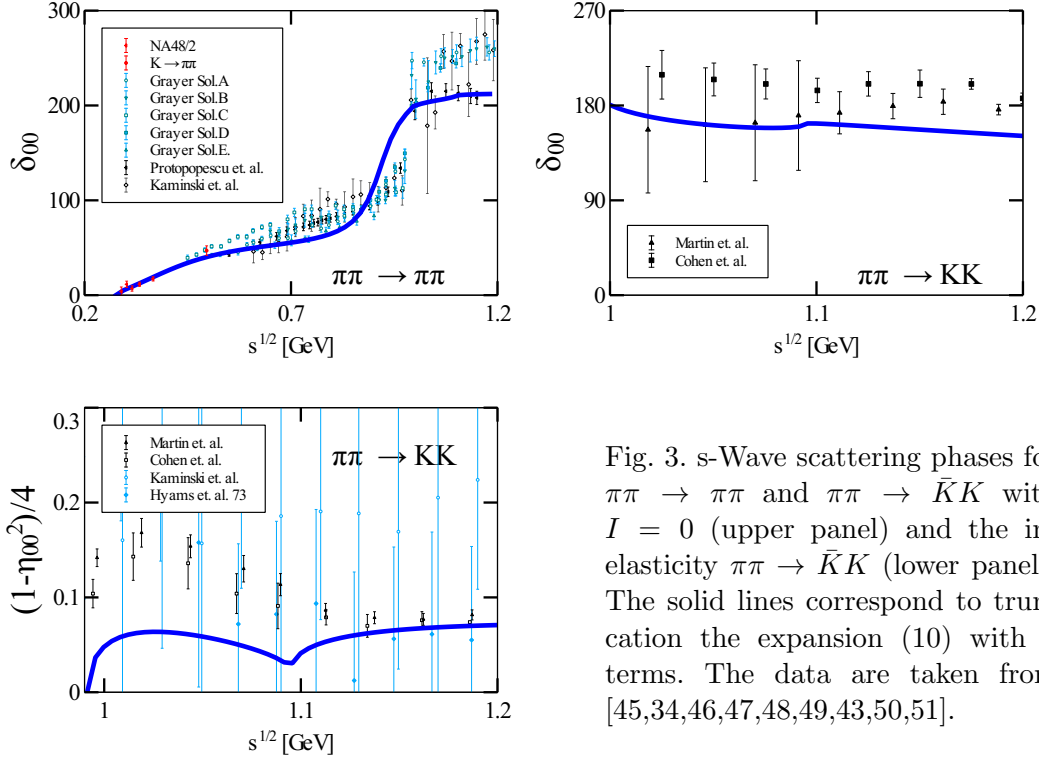 300
200
100
0
δ00
NA48/2
K→ππ
Grayer Sol.A
Grayer Sol.B
Grayer Sol.C
Grayer Sol.D
Grayer Sol.E.
Protopopescu et. al.
Kaminski et. al.
ππ → ππ
0.2 0.7 1.2
s^1/2 [GeV]
270
180
90
0
δ00
Martin et. al.
Cohen et. al.
ππ → KK
1 1.1 1.2
s^1/2 [GeV]
0.3
0.2
0.1
0
(1-η00^2)/4
Martin et. al.
Cohen et. al.
Kaminski et. al.
Hyams et al. 73
ππ → KK
1 1.1 1.2
s^1/2 [GeV]
Fig. 3. s-Wave scattering phases fo
ππ → ππ and ππ → K̄K wit
I = 0 (upper panel) and the in
elasticity ππ → K̄K (lower panel
The solid lines correspond to trun
cation the expansion (10) with
terms. The data are taken from
[45,34,46,47,48,49,43,50,51].